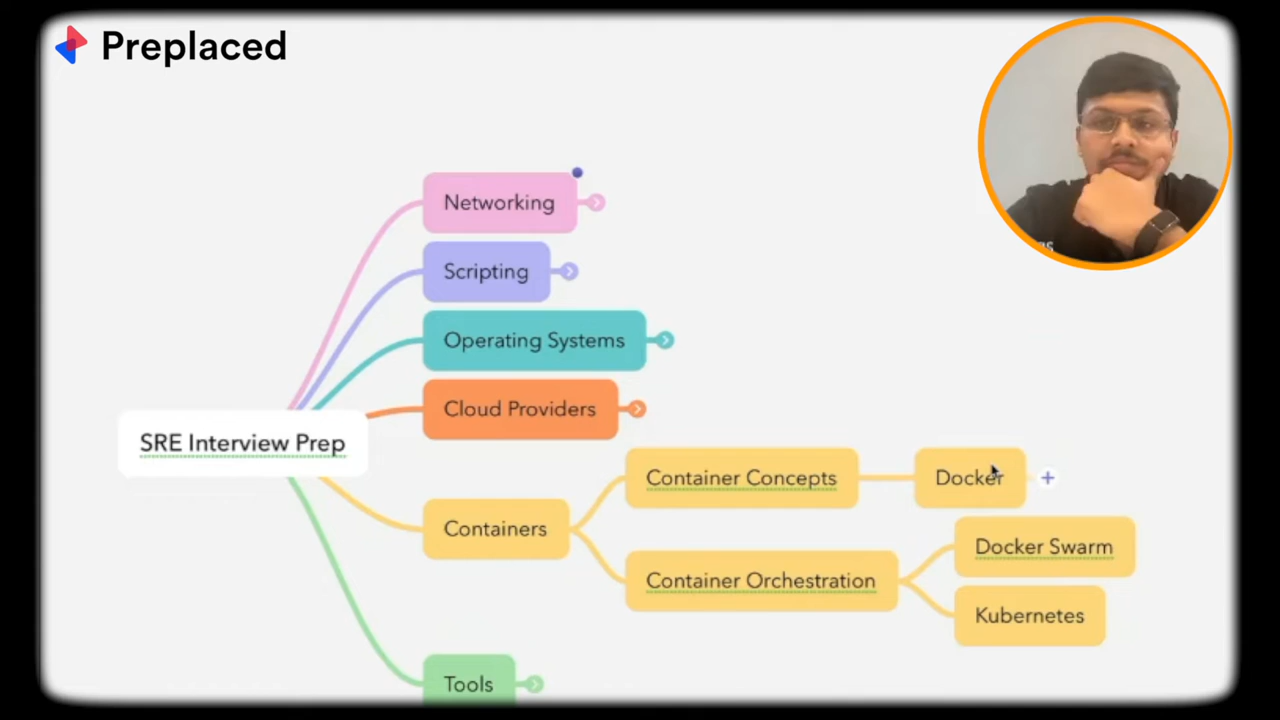 Preplaced
Networking
Scripting
Operating Systems
Cloud Providers
SRE Interview Prep
Containers
Container Concepts
Docker
Container Orchestration
Docker Swarm
Kubernetes
Tools